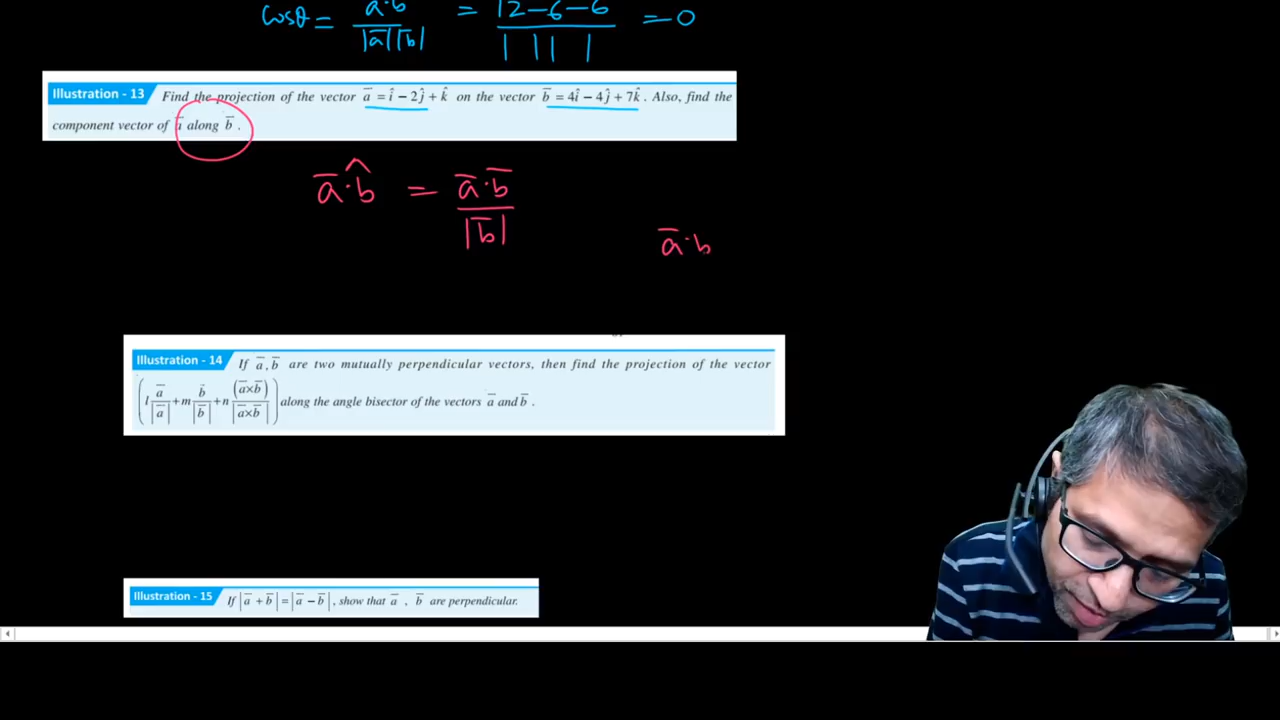 cosθ = a·b / |a̅||b̅| = 12-6-6 / | || | = 0
Illustration - 13 Find the projection of the vector a̅ = î − 2ĵ + k̂ on the vector b̅ = 4î − 4ĵ + 7k̂. Also, find the
component vector of a̅ along b̅.
a̅·b̂ = a̅·b̅ / |b̅|
a̅·b
Illustration - 14 If a̅, b̅ are two mutually perpendicular vectors, then find the projection of the vector
( l a̅/|a̅| + m b̅/|b̅| + n (a̅×b̅)/|a̅×b̅| ) along the angle bisector of the vectors a̅ and b̅.
Illustration - 15 If |a̅ + b̅| = |a̅ − b̅|, show that a̅, b̅ are perpendicular.